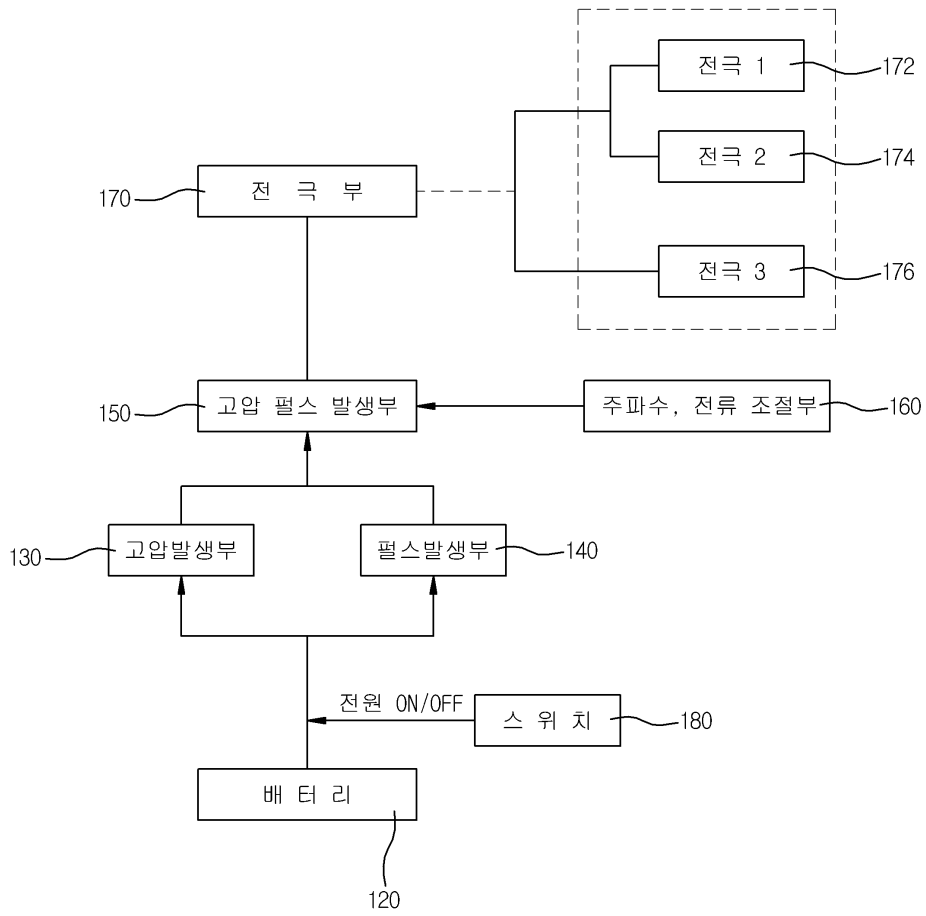 전극 1
172
전극 2
174
170
전 극 부
전극 3
176
150
고압 펄스 발생부
주파수, 전류 조절부
160
130
고압발생부
펄스발생부
140
전원 ON/OFF
스 위 치
180
배 터 리
120